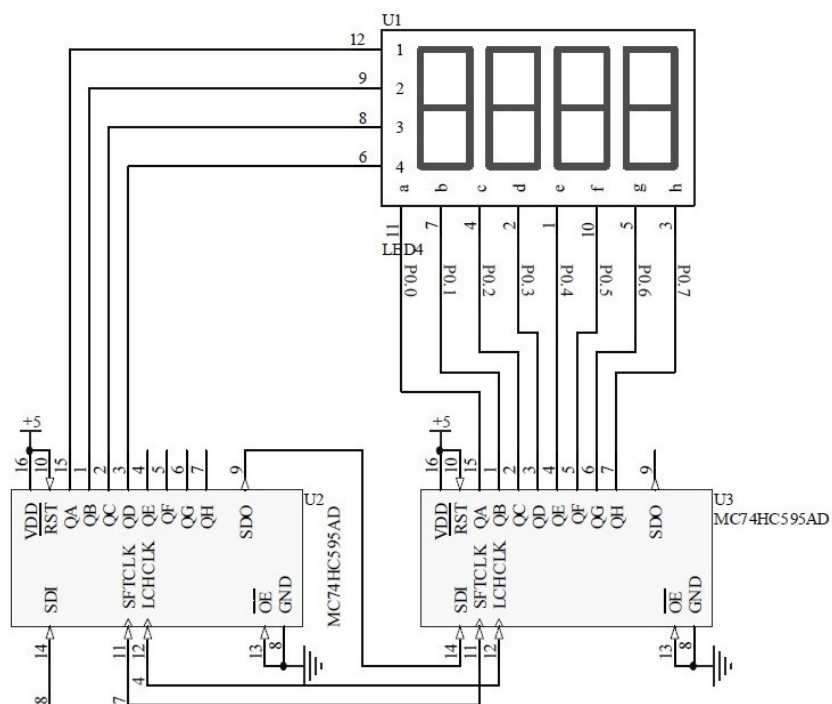 U1
12 1
9 2
8 3
6 4
a b c d e f g h
11 7 4 2 1 10 5 3
LED4
P0.0 P0.1 P0.2 P0.3 P0.4 P0.5 P0.6 P0.7
+5
16 10 15 1 2 3 4 5 6 7 9
VDD RST QA QB QC QD QE QF QG QH SDO
U2
MC74HC595AD
SDI SFTCLK LCHCLK OE GND
14 11 12 13 8
8 7 4
+5
16 10 15 1 2 3 4 5 6 7 9
VDD RST QA QB QC QD QE QF QG QH SDO
U3
MC74HC595AD
SDI SFTCLK LCHCLK OE GND
14 11 12 13 8